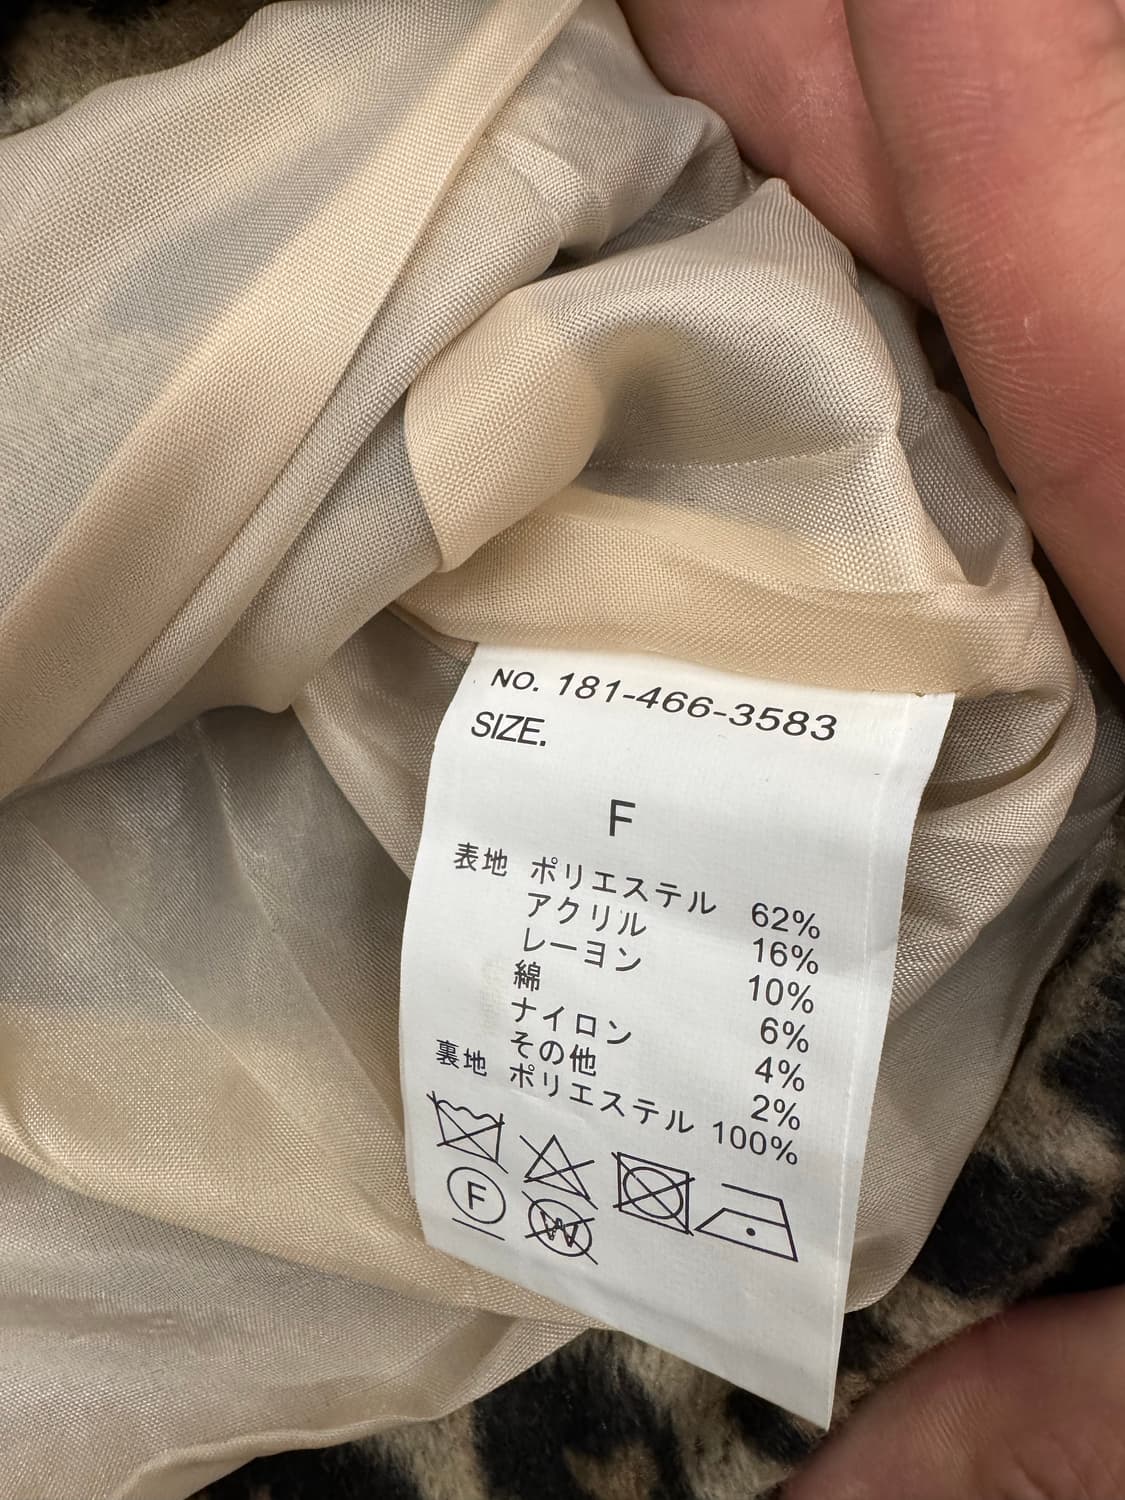 NO. 181-466-3583
SIZE.
F
表地 ポリエステル 62%
アクリル 16%
レーヨン 10%
綿 6%
ナイロン 4%
その他 2%
裏地 ポリエステル 100%
F W